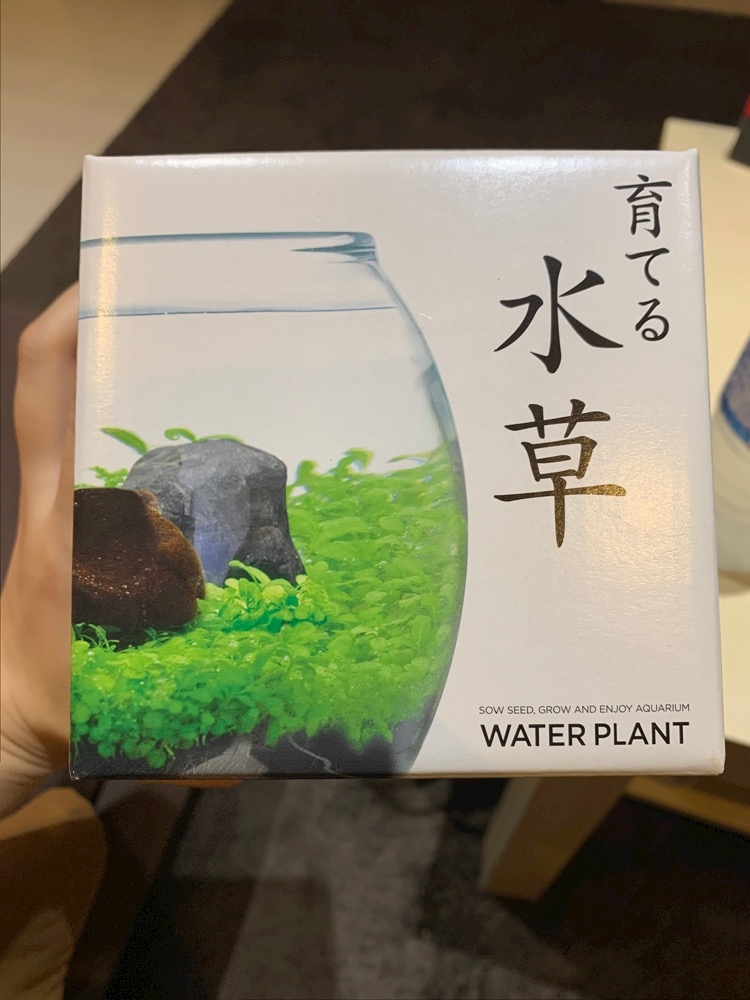 育てる
水草
SOW SEED, GROW AND ENJOY AQUARIUM
WATER PLANT